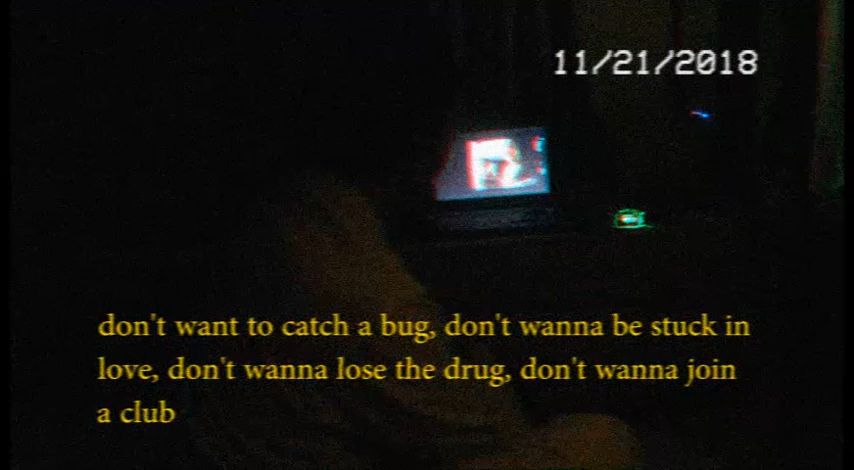 11/21/2018
don't want to catch a bug, don't wanna be stuck in
love, don't wanna lose the drug, don't wanna join
a club